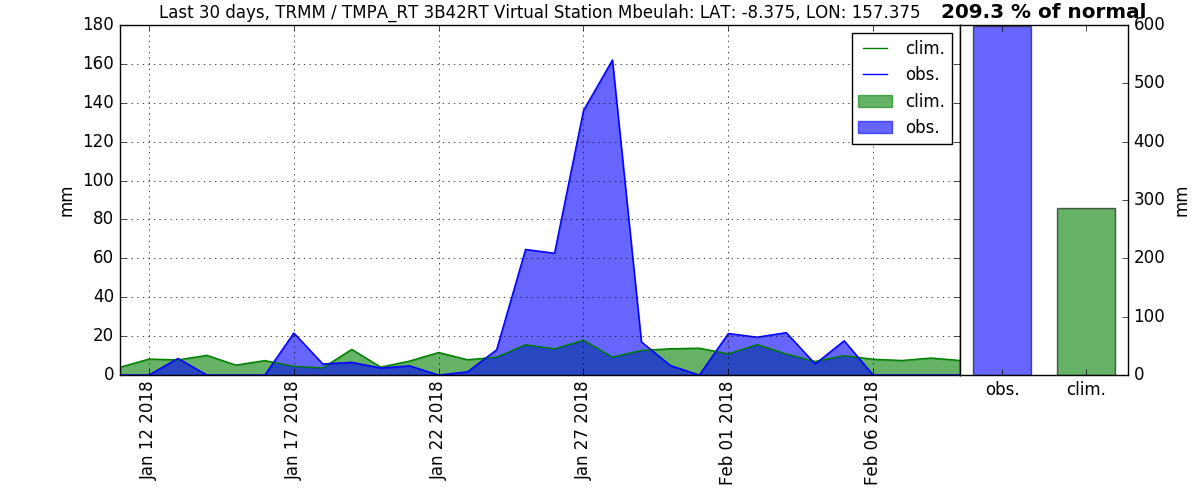 Last 30 days, TRMM / TMPA_RT 3B42RT Virtual Station Mbeulah: LAT: -8.375, LON: 157.375
209.3 % of normal
180
160
140
120
100
80
60
40
20
0
mm
clim.
obs.
clim.
obs.
Jan 12 2018
Jan 17 2018
Jan 22 2018
Jan 27 2018
Feb 01 2018
Feb 06 2018
600
500
400
300
200
100
0
mm
obs.
clim.